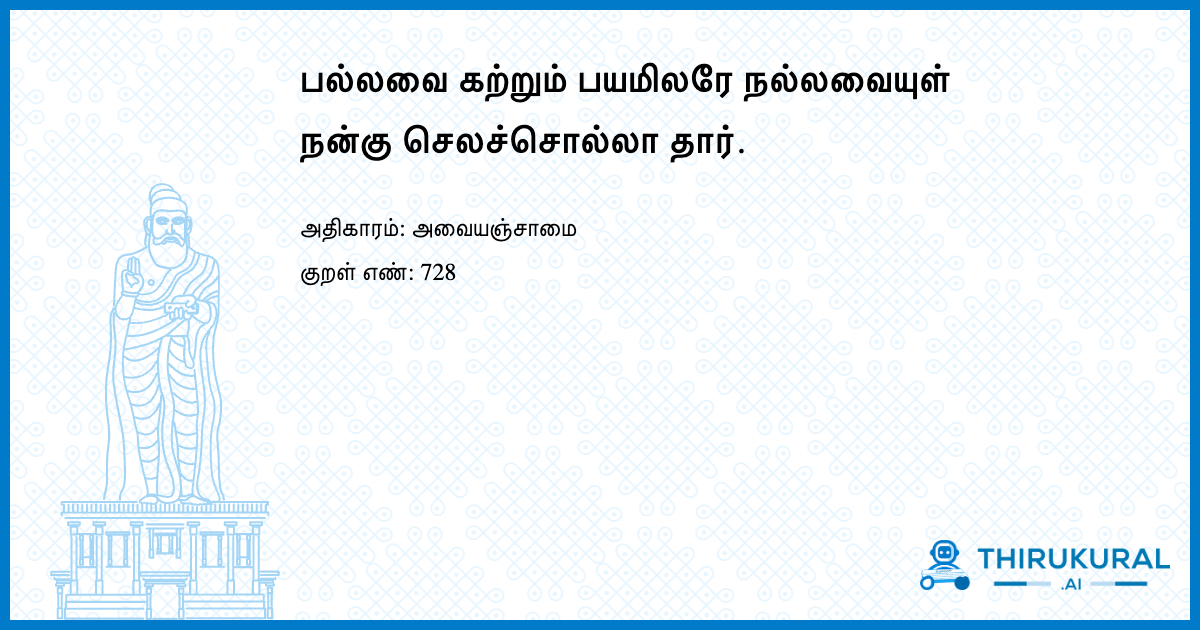 பல்லவை கற்றும் பயமிலரே நல்லவையுள்
நன்கு செலச்சொல்லா தார்.
அதிகாரம்: அவையஞ்சாமை
குறள் எண்: 728
THIRUKURAL
.AI